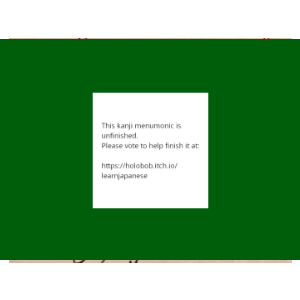 This kanji menumonic is
unfinished.
Please vote to help finish it at:
https://holobob.itch.io/
learnjapanese